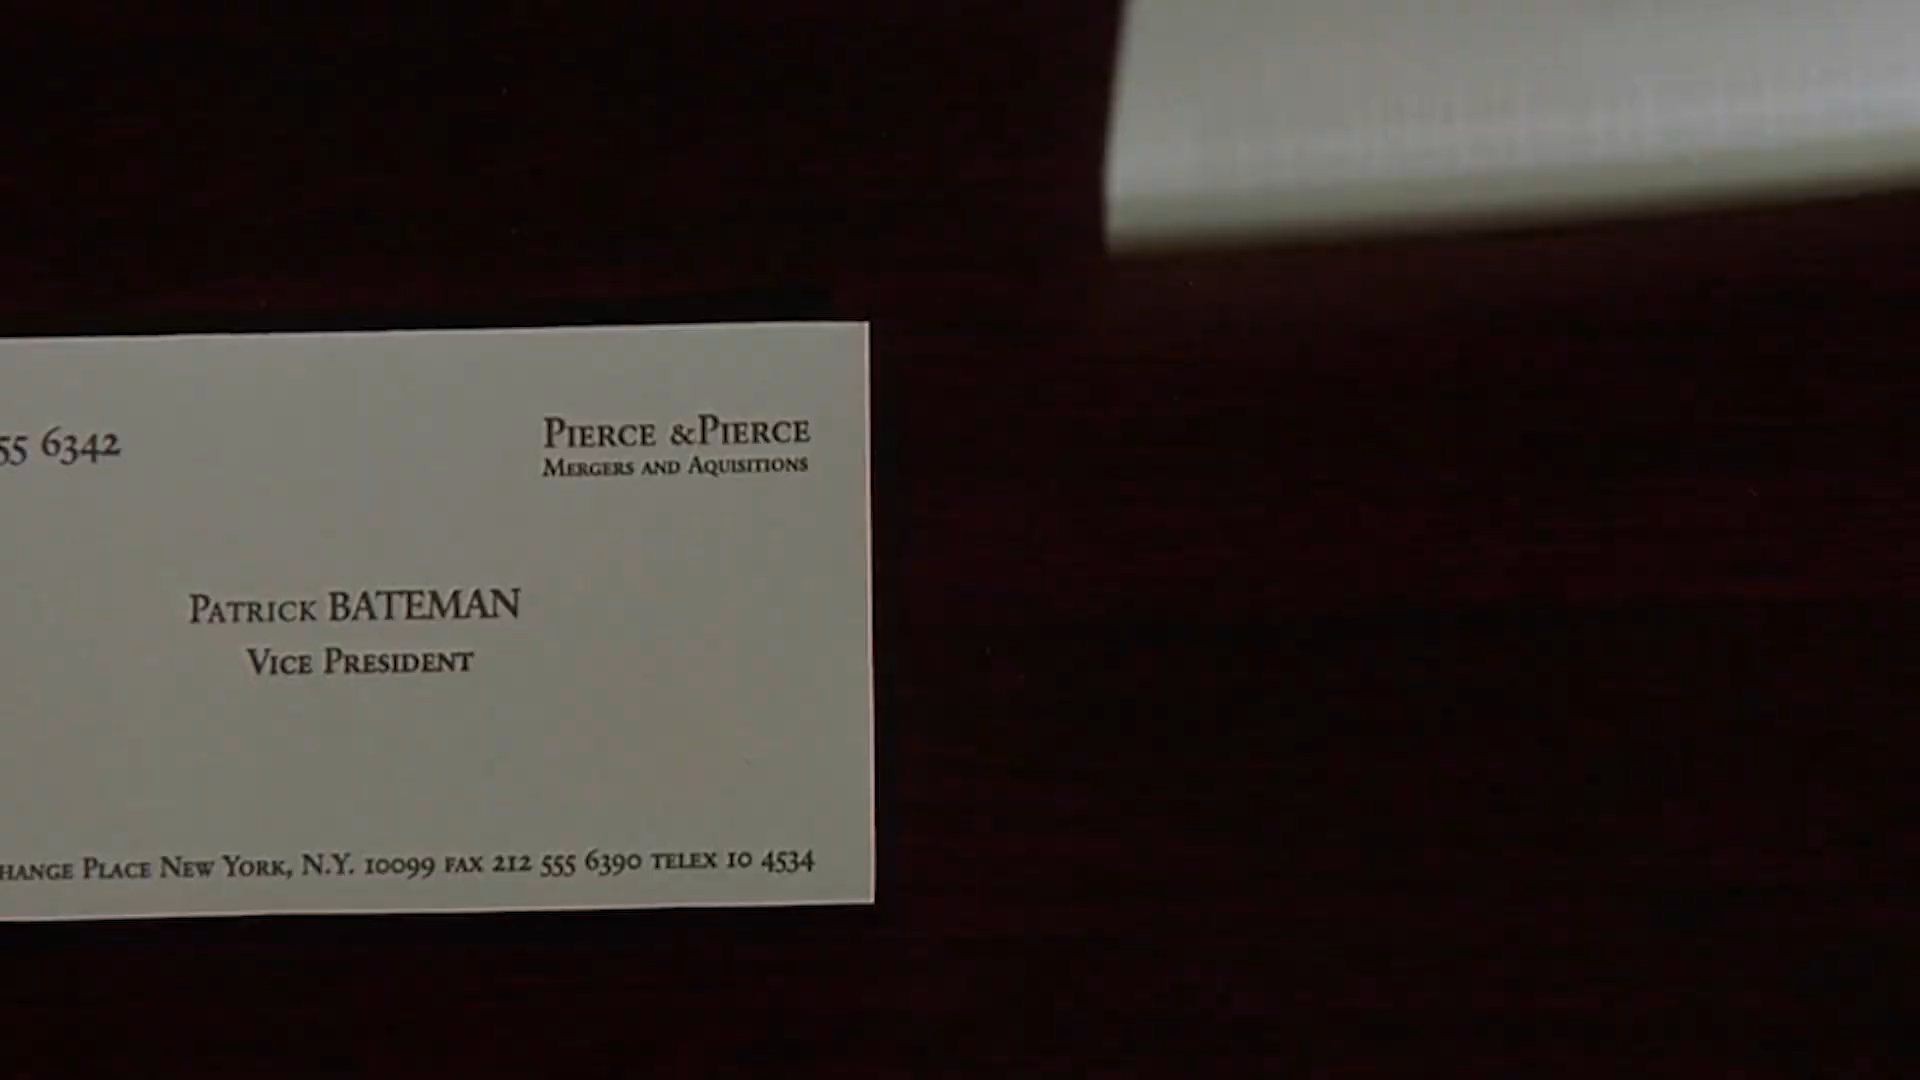 55 6342
PIERCE & PIERCE
MERGERS AND AQUISITIONS
PATRICK BATEMAN
VICE PRESIDENT
HANGE PLACE NEW YORK, N.Y. 10099 FAX 212 555 6390 TELEX 10 4534